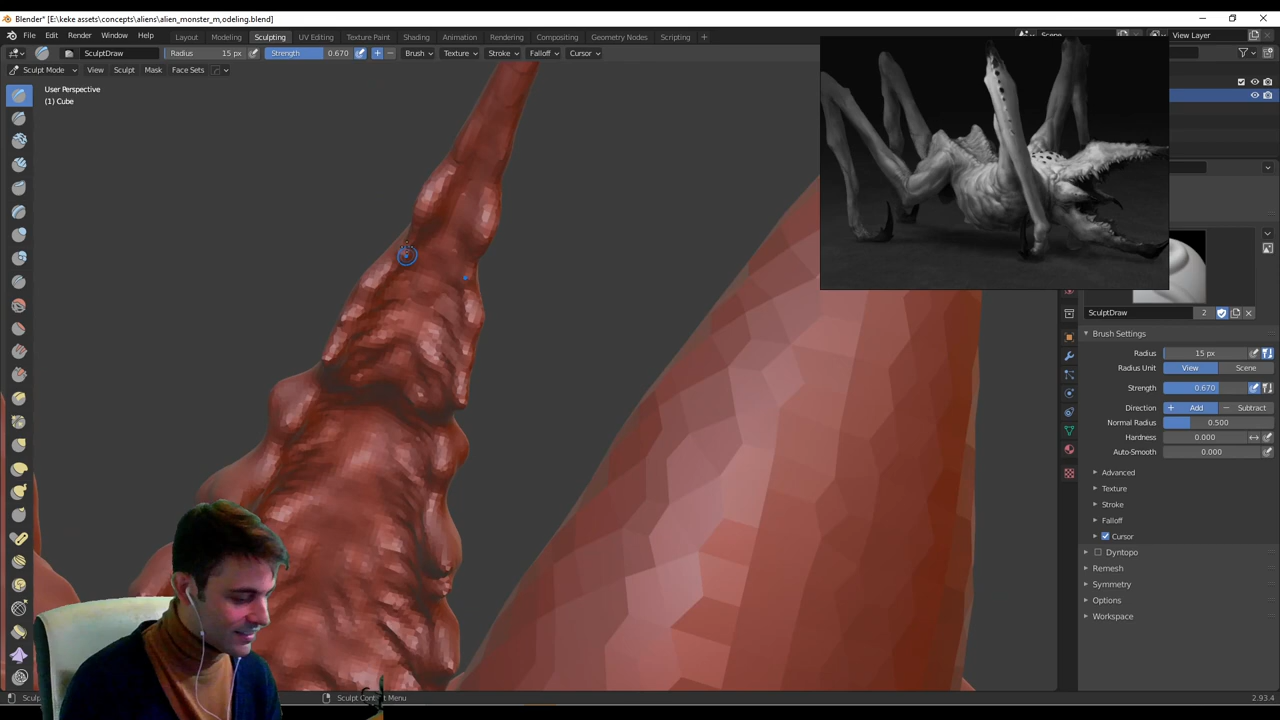 Blender* [E:\keke assets\concepts\aliens\alien_monster_m,odeling.blend]
File Edit Render Window Help Layout Modeling Sculpting UV Editing Texture Paint Shading Animation Rendering Compositing Geometry Nodes Scripting + Scene View Layer
SculptDraw Radius 15 px Strength 0.670 + − Brush Texture Stroke Falloff Cursor
Sculpt Mode View Sculpt Mask Face Sets
User Perspective
(1) Cube
SculptDraw 2
Brush Settings
Radius 15 px
Radius Unit View Scene
Strength 0.670
Direction + Add − Subtract
Normal Radius 0.500
Hardness 0.000
Auto-Smooth 0.000
Advanced
Texture
Stroke
Falloff
Cursor
Dyntopo
Remesh
Symmetry
Options
Workspace
Sculpt Context Menu 2.93.4